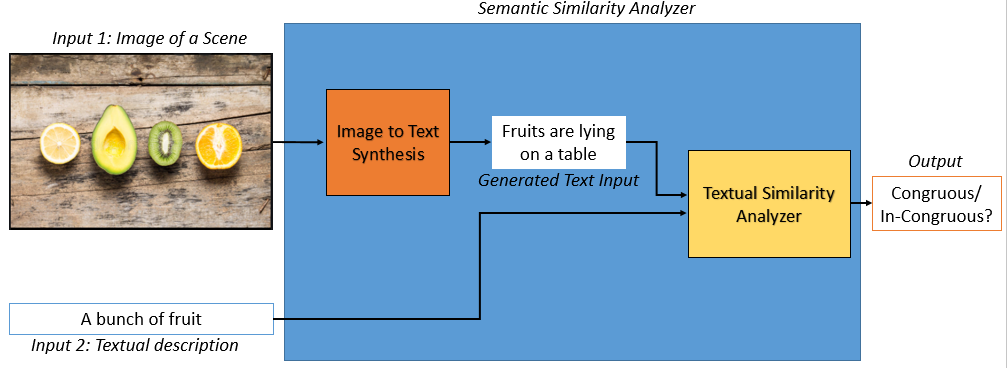 Semantic Similarity Analyzer
Input 1: Image of a Scene
Image to Text
Synthesis
Fruits are lying
on a table
Generated Text Input
Textual Similarity
Analyzer
Output
Congruous/
In-Congruous?
A bunch of fruit
Input 2: Textual description